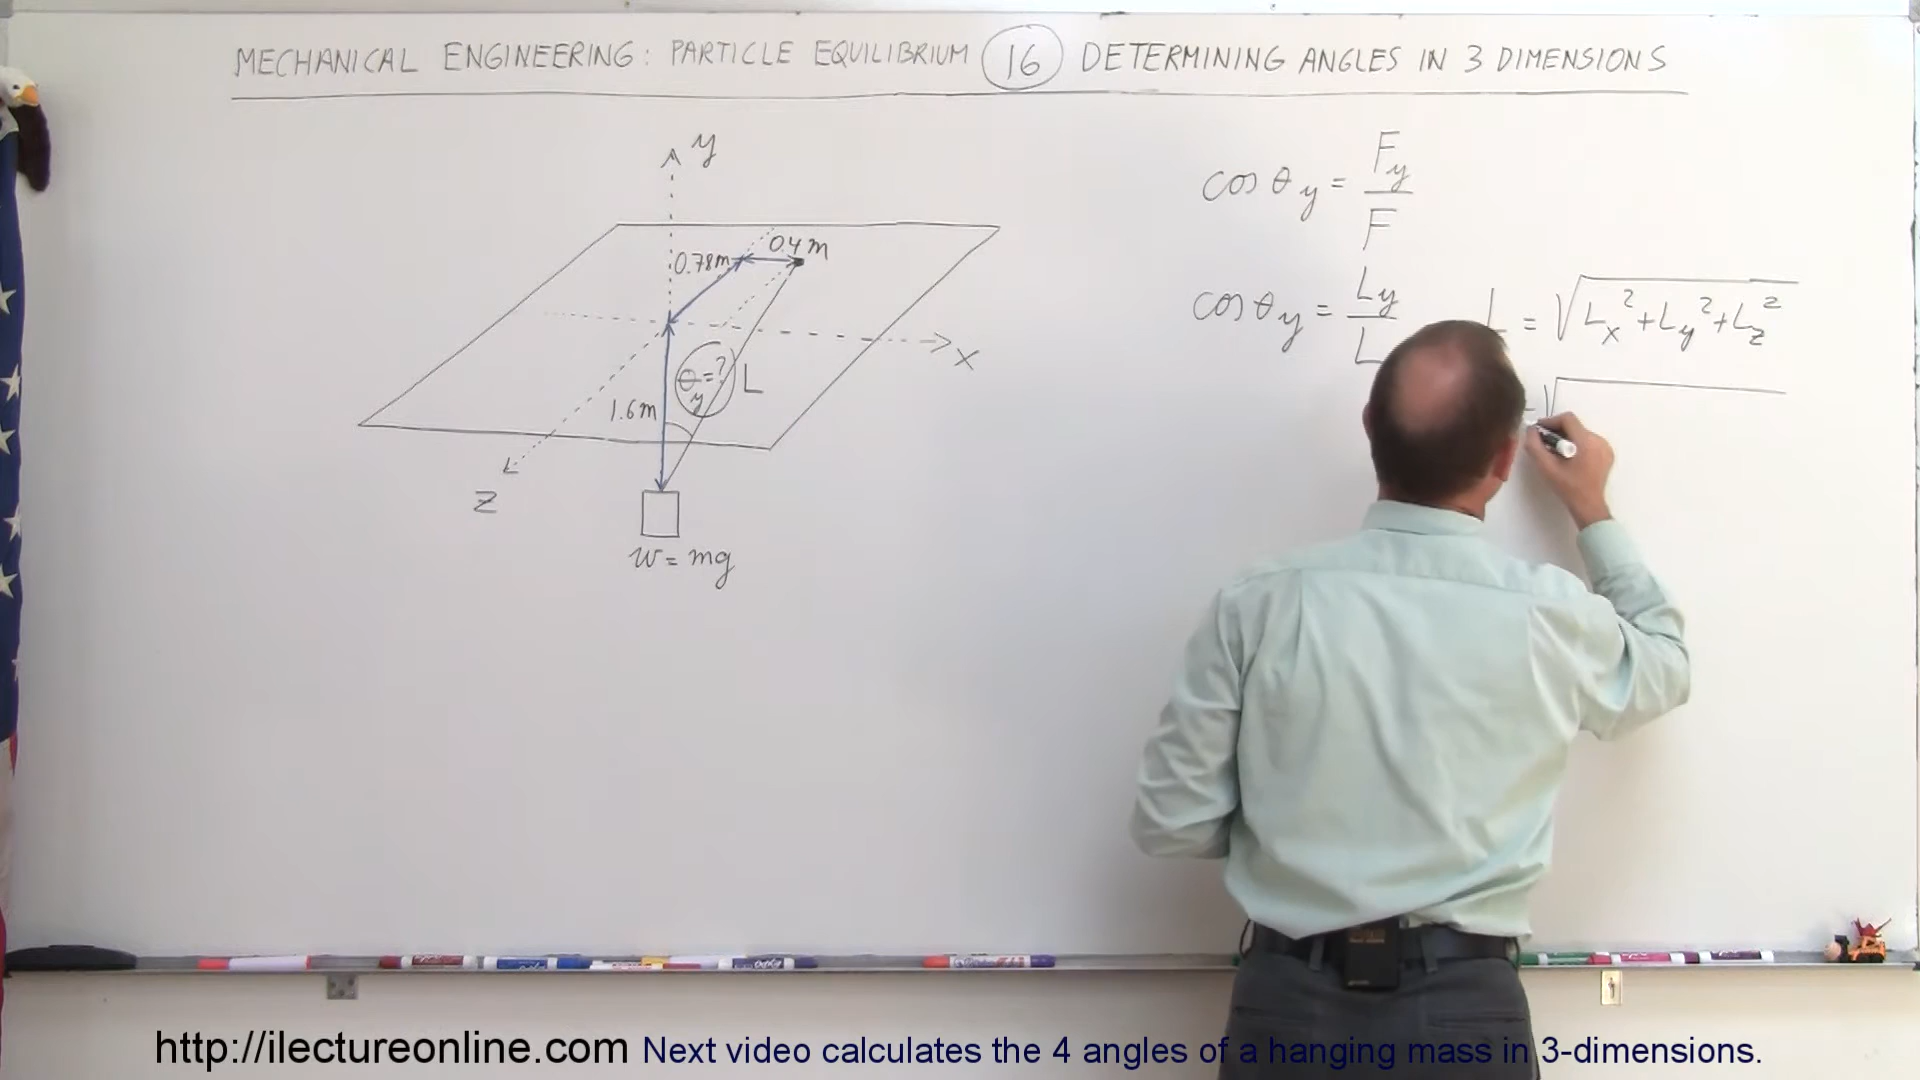 MECHANICAL ENGINEERING: PARTICLE EQUILIBRIUM 16 DETERMINING ANGLES IN 3 DIMENSIONS
y
0.4 m
0.78m
x
θy=?
L
1.6m
z
W = mg
cos θy = Fy/F
cos θy = Ly/L
L = √Lx²+Ly²+Lz²
= √
http://ilectureonline.com Next video calculates the 4 angles of a hanging mass in 3-dimensions.